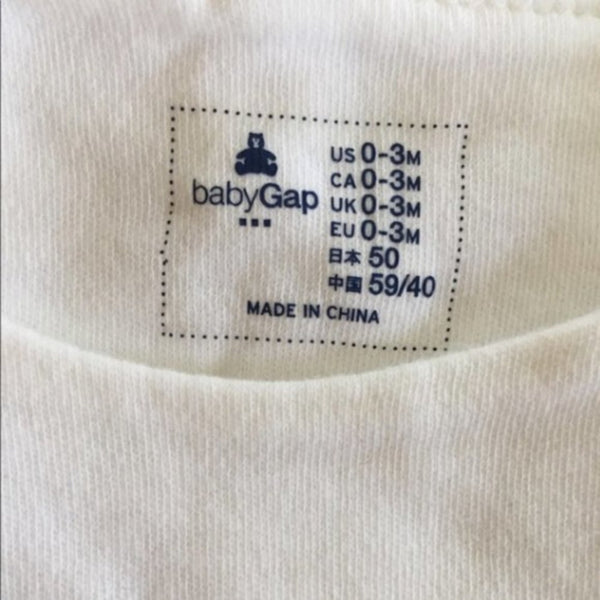 babyGap
US 0-3M
CA 0-3M
UK 0-3M
EU 0-3M
日本 50
中国 59/40
MADE IN CHINA